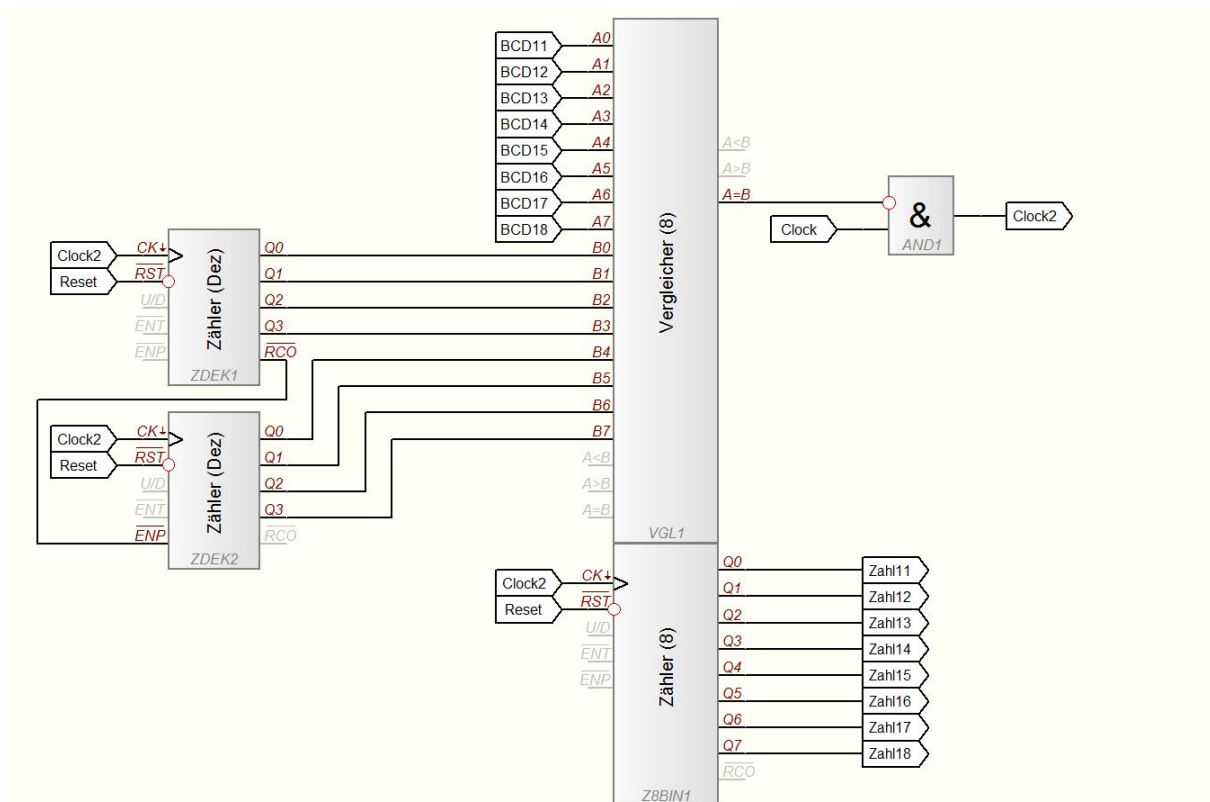 BCD11 A0
BCD12 A1
BCD13 A2
BCD14 A3
BCD15 A4
BCD16 A5
BCD17 A6
BCD18 A7
B0
B1
B2
B3
B4
B5
B6
B7
A<B
A>B
A=B
Vergleicher (8)
VGL1
A<B
A>B
A=B
Clock
&
AND1
Clock2
Clock2 CK↓
Reset RST
U/D
ENT
ENP
Zähler (Dez)
Q0
Q1
Q2
Q3
RCO
ZDEK1
Clock2 CK↓
Reset RST
U/D
ENT
ENP
Zähler (Dez)
Q0
Q1
Q2
Q3
RCO
ZDEK2
Clock2 CK↓
Reset RST
U/D
ENT
ENP
Zähler (8)
Q0 Zahl11
Q1 Zahl12
Q2 Zahl13
Q3 Zahl14
Q4 Zahl15
Q5 Zahl16
Q6 Zahl17
Q7 Zahl18
RCO
Z8BIN1